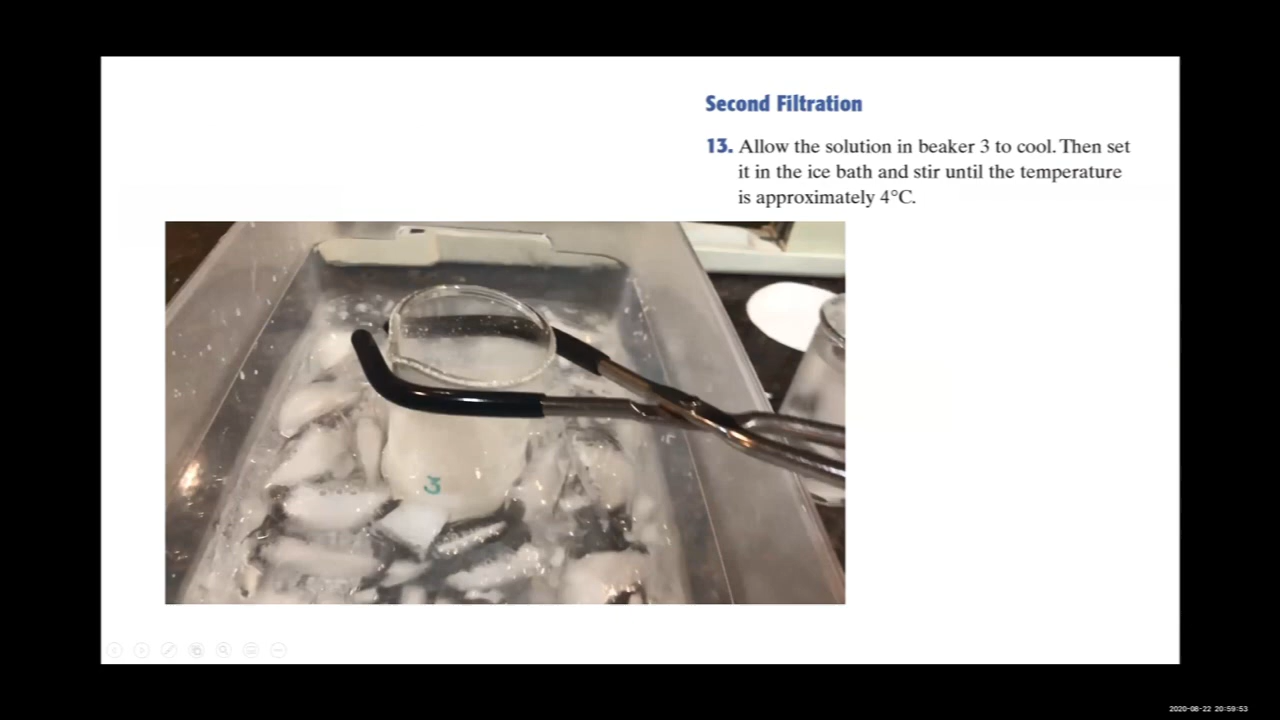 Second Filtration
13. Allow the solution in beaker 3 to cool. Then set
it in the ice bath and stir until the temperature
is approximately 4°C.
3
2020-08-22 20:59:53